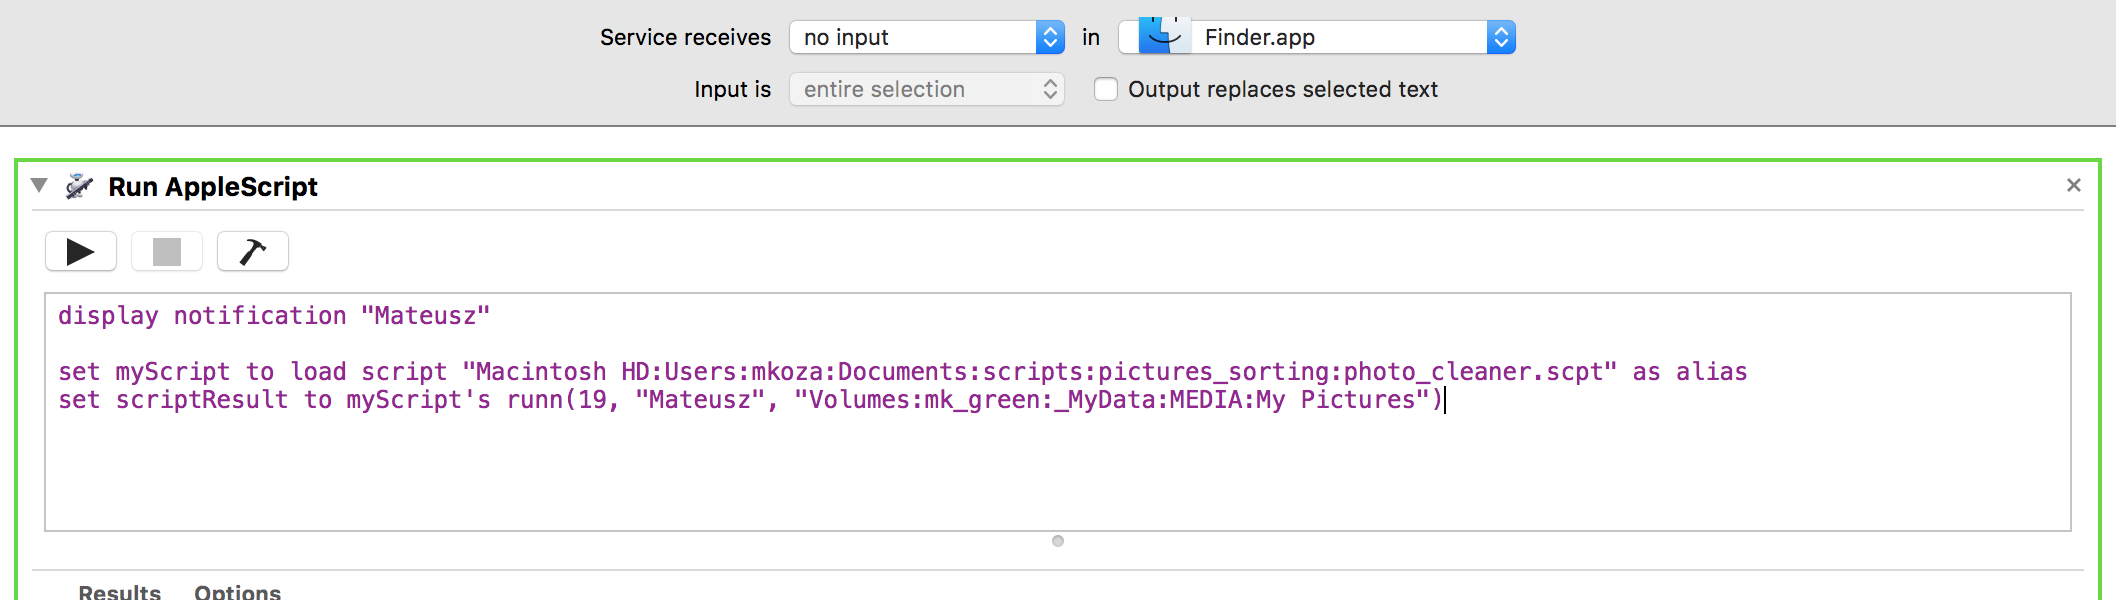 Service receives no input in Finder.app
Input is entire selection Output replaces selected text
Run AppleScript
display notification "Mateusz"
set myScript to load script "Macintosh HD:Users:mkoza:Documents:scripts:pictures_sorting:photo_cleaner.scpt" as alias
set scriptResult to myScript's runn(19, "Mateusz", "Volumes:mk_green:_MyData:MEDIA:My Pictures")
Results Options